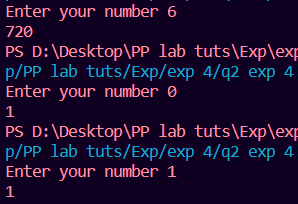 Enter your number 6
720
PS D:\Desktop\PP lab tuts\Exp\exp
p/PP lab tuts/Exp/exp 4/q2 exp 4
Enter your number 0
1
PS D:\Desktop\PP lab tuts\Exp\exp
p/PP lab tuts/Exp/exp 4/q2 exp 4
Enter your number 1
1